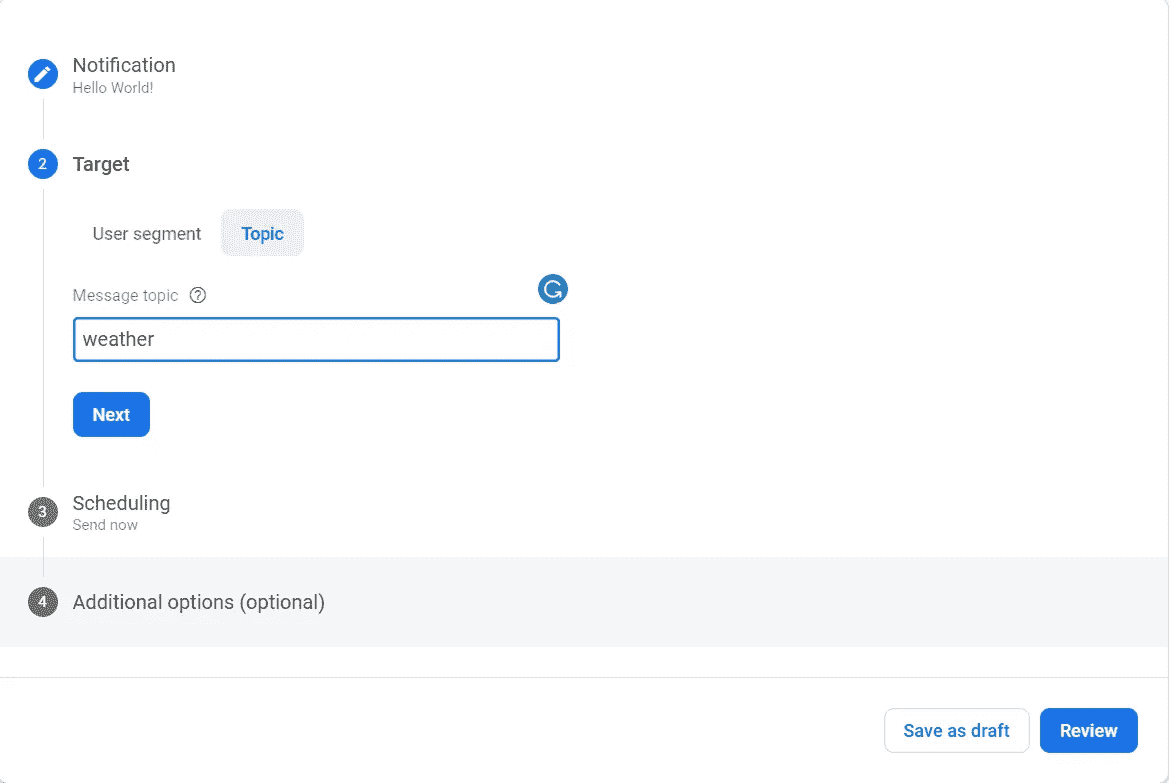 Notification
Hello World!
2
Target
User segment
Topic
Message topic ?
weather
Next
3
Scheduling
Send now
4
Additional options (optional)
Save as draft
Review